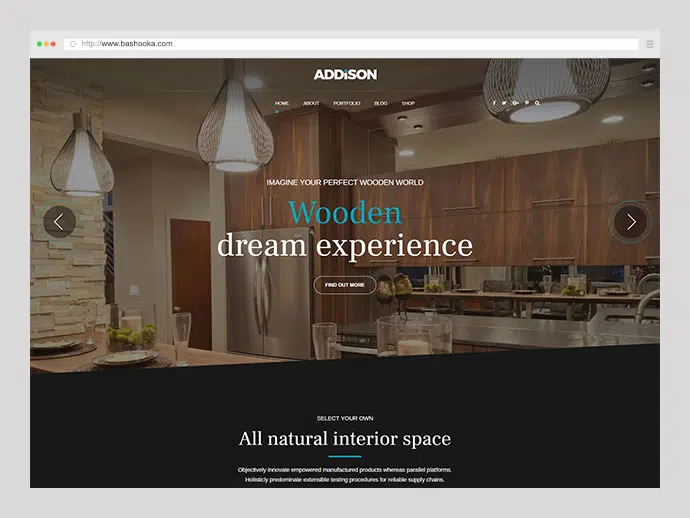 http://www.bashooka.com
ADDiSON
HOME ABOUT PORTFOLIO BLOG SHOP
IMAGINE YOUR PERFECT WOODEN WORLD
Wooden
dream experience
FIND OUT MORE
SELECT YOUR OWN
All natural interior space
Objectively innovate empowered manufactured products whereas parallel platforms.
Holisticly predominate extensible testing procedures for reliable supply chains.